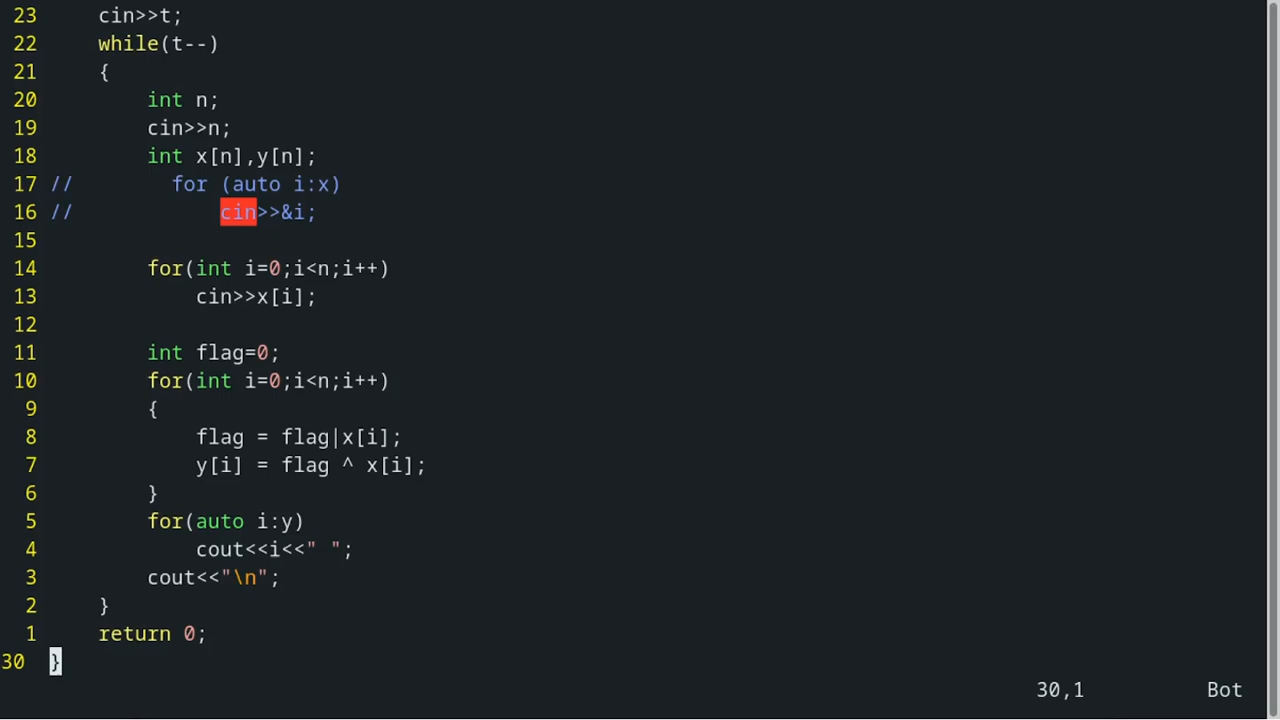 23      cin>>t;
22      while(t--)
21      {
20          int n;
19          cin>>n;
18          int x[n],y[n];
17  //        for (auto i:x)
16  //            cin>>&i;
15
14          for(int i=0;i<n;i++)
13              cin>>x[i];
12
11          int flag=0;
10          for(int i=0;i<n;i++)
 9          {
 8              flag = flag|x[i];
 7              y[i] = flag ^ x[i];
 6          }
 5          for(auto i:y)
 4              cout<<i<<" ";
 3          cout<<"\n";
 2      }
 1      return 0;
30  }
30,1 Bot